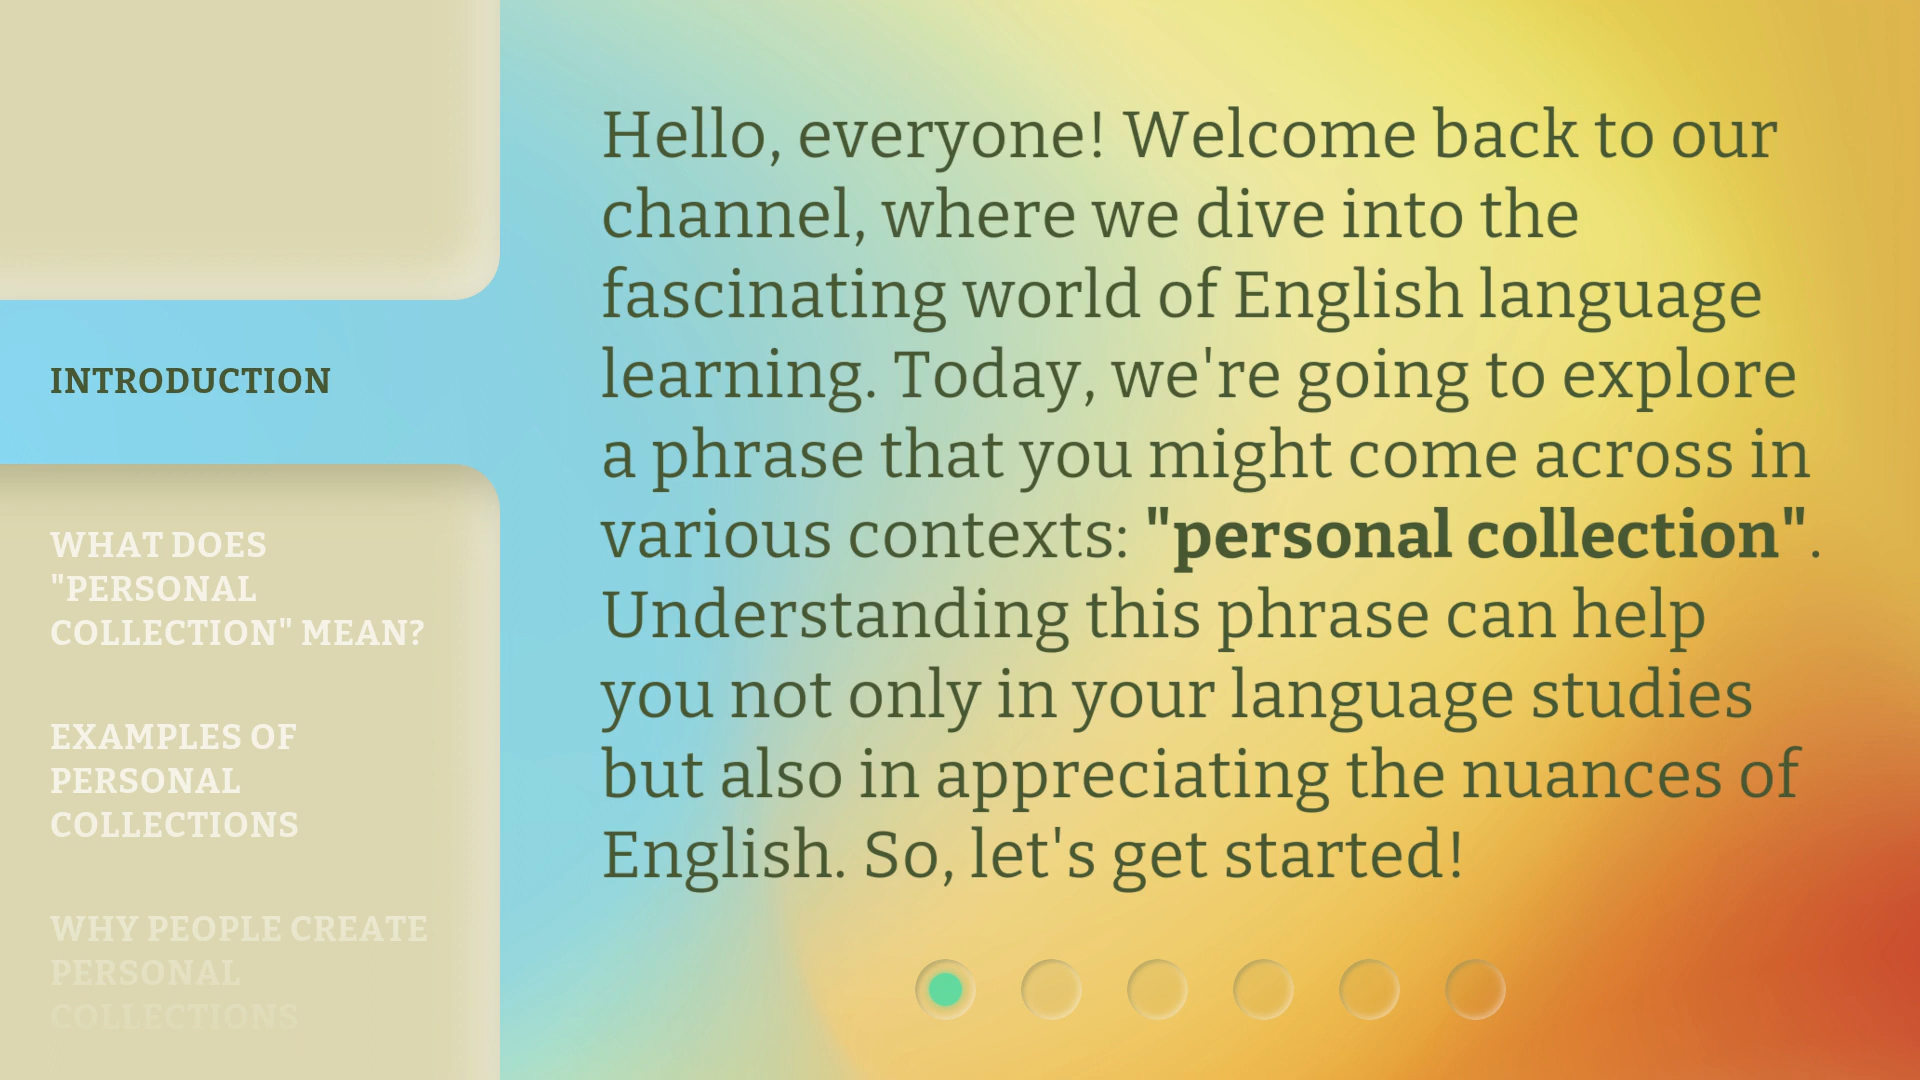 INTRODUCTION
WHAT DOES
"PERSONAL
COLLECTION" MEAN?
EXAMPLES OF
PERSONAL
COLLECTIONS
WHY PEOPLE CREATE
PERSONAL
COLLECTIONS
Hello, everyone! Welcome back to our
channel, where we dive into the
fascinating world of English language
learning. Today, we're going to explore
a phrase that you might come across in
various contexts: "personal collection".
Understanding this phrase can help
you not only in your language studies
but also in appreciating the nuances of
English. So, let's get started!